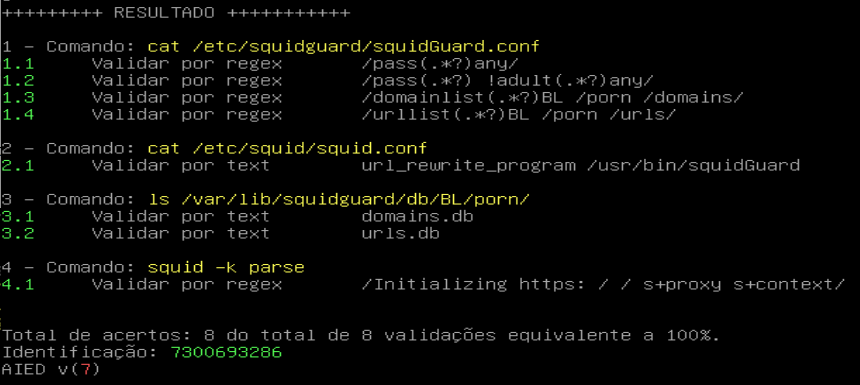 +++++++++ RESULTADO +++++++++++
1 - Comando: cat /etc/squidguard/squidGuard.conf
1.1 Validar por regex /pass(.*?)any/
1.2 Validar por regex /pass(.*?) !adult(.*?)any/
1.3 Validar por regex /domainlist(.*?)BL /porn /domains/
1.4 Validar por regex /urllist(.*?)BL /porn /urls/
2 - Comando: cat /etc/squid/squid.conf
2.1 Validar por text url_rewrite_program /usr/bin/squidGuard
3 - Comando: ls /var/lib/squidguard/db/BL/porn/
3.1 Validar por text domains.db
3.2 Validar por text urls.db
4 - Comando: squid -k parse
4.1 Validar por regex /Initializing https: / / s+proxy s+context/
Total de acertos: 8 do total de 8 validações equivalente a 100%.
Identificação: 7300693286
AIED v(7)